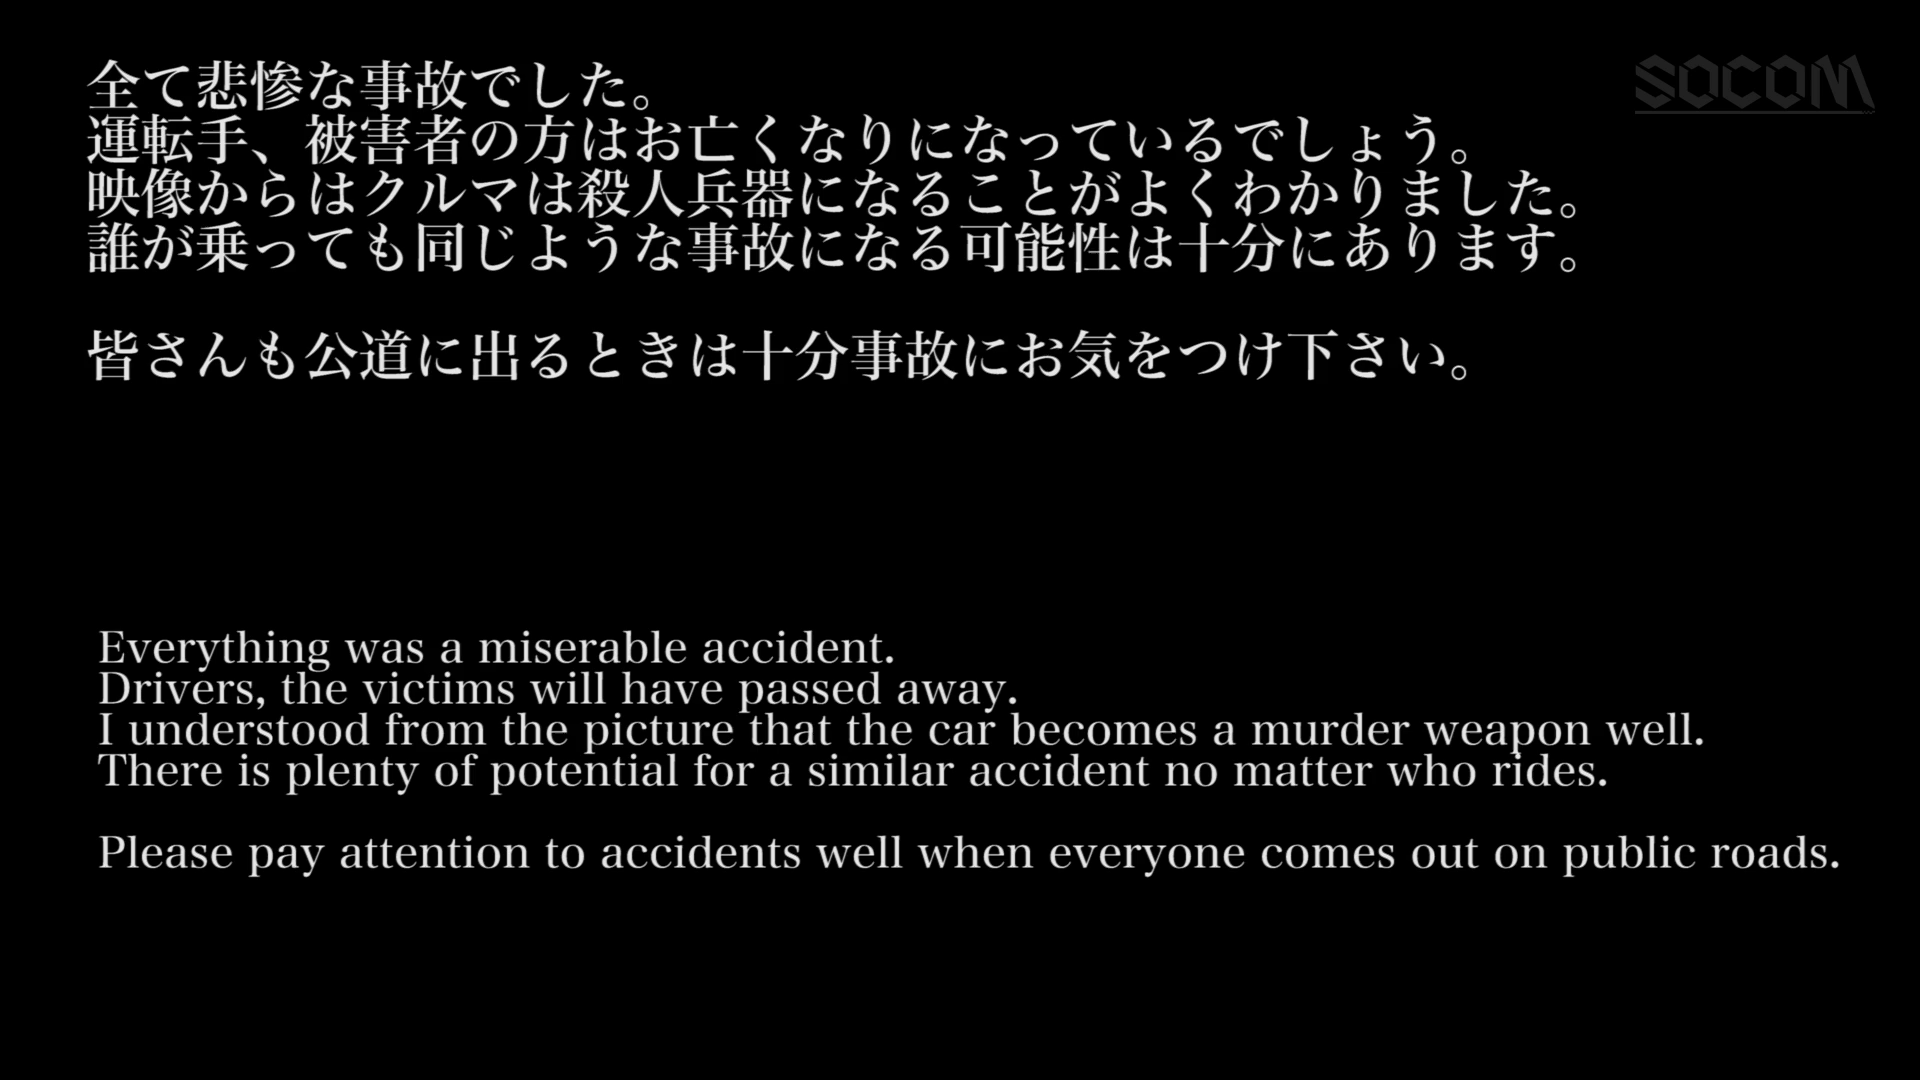 SOCOM
全て悲惨な事故でした。
運転手、被害者の方はお亡くなりになっているでしょう。
映像からはクルマは殺人兵器になることがよくわかりました。
誰が乗っても同じような事故になる可能性は十分にあります。
皆さんも公道に出るときは十分事故にお気をつけ下さい。
Everything was a miserable accident.
Drivers, the victims will have passed away.
I understood from the picture that the car becomes a murder weapon well.
There is plenty of potential for a similar accident no matter who rides.
Please pay attention to accidents well when everyone comes out on public roads.